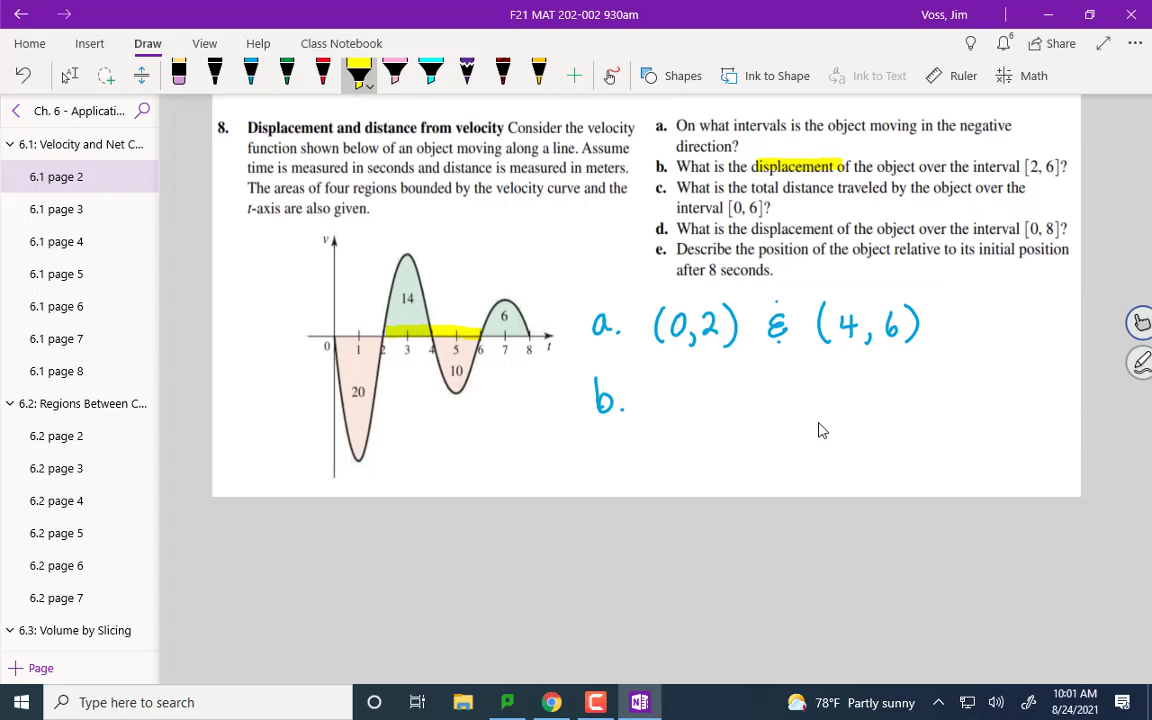 F21 MAT 202-002 930am
Voss, Jim
Home Insert Draw View Help Class Notebook
6
Share
Shapes
Ink to Shape
Ink to Text
Ruler
Math
Ch. 6 - Applicati...
6.1: Velocity and Net C...
6.1 page 2
6.1 page 3
6.1 page 4
6.1 page 5
6.1 page 6
6.1 page 7
6.1 page 8
6.2: Regions Between C...
6.2 page 2
6.2 page 3
6.2 page 4
6.2 page 5
6.2 page 6
6.2 page 7
6.3: Volume by Slicing
Page
8. Displacement and distance from velocity Consider the velocity
function shown below of an object moving along a line. Assume
time is measured in seconds and distance is measured in meters.
The areas of four regions bounded by the velocity curve and the
t-axis are also given.
v
14
6
0 1 2 3 4 5 6 7 8 t
10
20
a. On what intervals is the object moving in the negative
direction?
b. What is the displacement of the object over the interval [2, 6]?
c. What is the total distance traveled by the object over the
interval [0, 6]?
d. What is the displacement of the object over the interval [0, 8]?
e. Describe the position of the object relative to its initial position
after 8 seconds.
a. (0,2) & (4,6)
b.
Type here to search
78°F Partly sunny
10:01 AM
8/24/2021